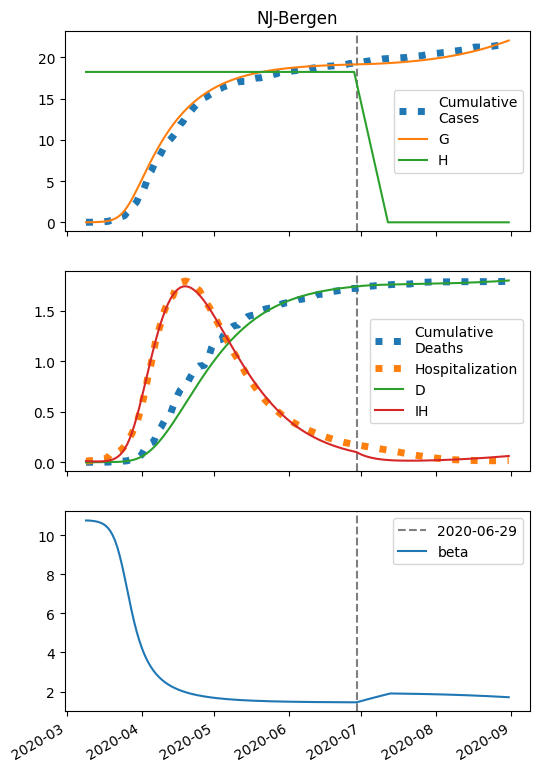 NJ-Bergen
20
15
10
5
0
Cumulative
Cases
G
H
1.5
1.0
0.5
0.0
Cumulative
Deaths
Hospitalization
D
IH
10
8
6
4
2
2020-06-29
beta
2020-03
2020-04
2020-05
2020-06
2020-07
2020-08
2020-09